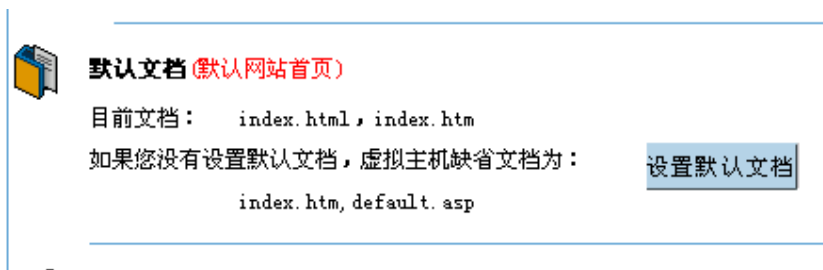 默认文档(默认网站首页)
目前文档： index.html，index.htm
如果您没有设置默认文档，虚拟主机缺省文档为：
设置默认文档
index.htm,default.asp